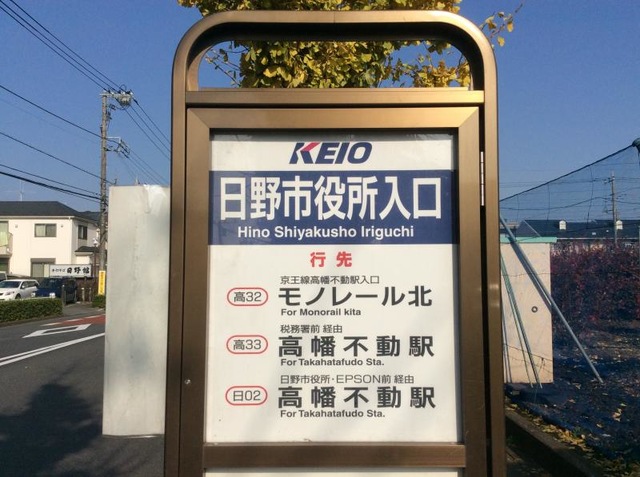 KEIO
日野市役所入口
Hino Shiyakusho Iriguchi
行先
京王線高幡不動駅入口
高32 モノレール北
For Monorail kita
税務署前 経由
高33 高幡不動駅
For Takahatafudo Sta.
日野市役所・EPSON前 経由
日02 高幡不動駅
For Takahatafudo Sta.
日野館